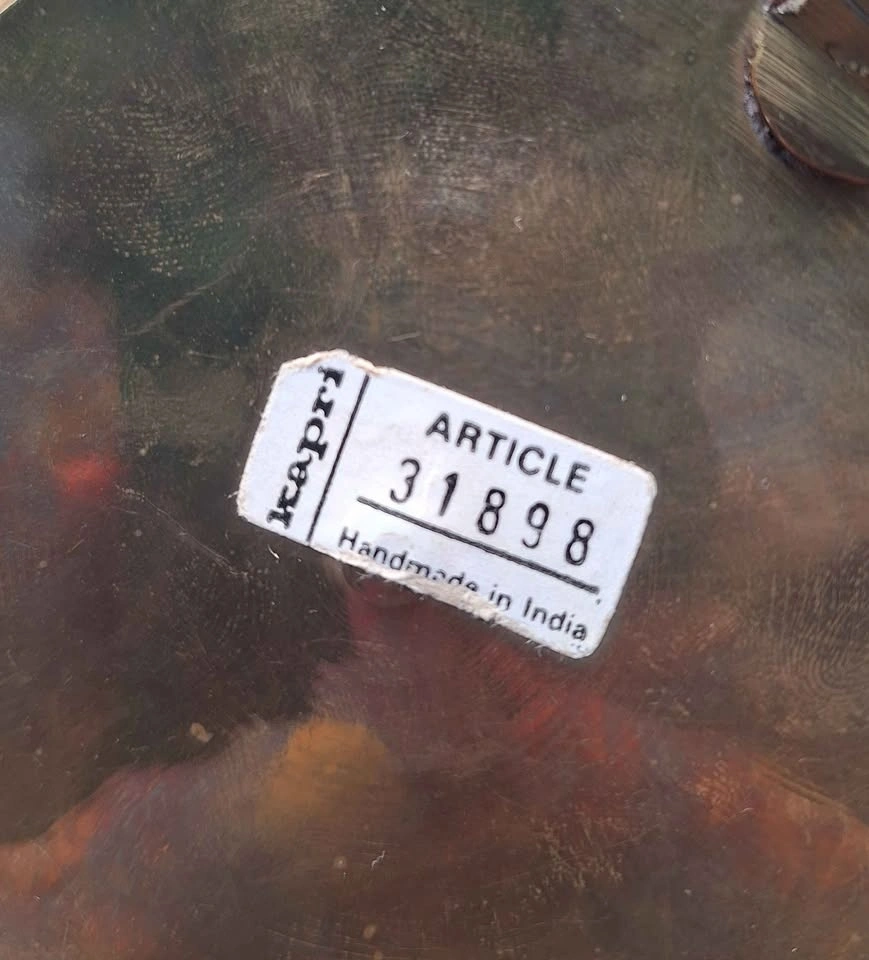 kapri
ARTICLE
31898
Handmade in India